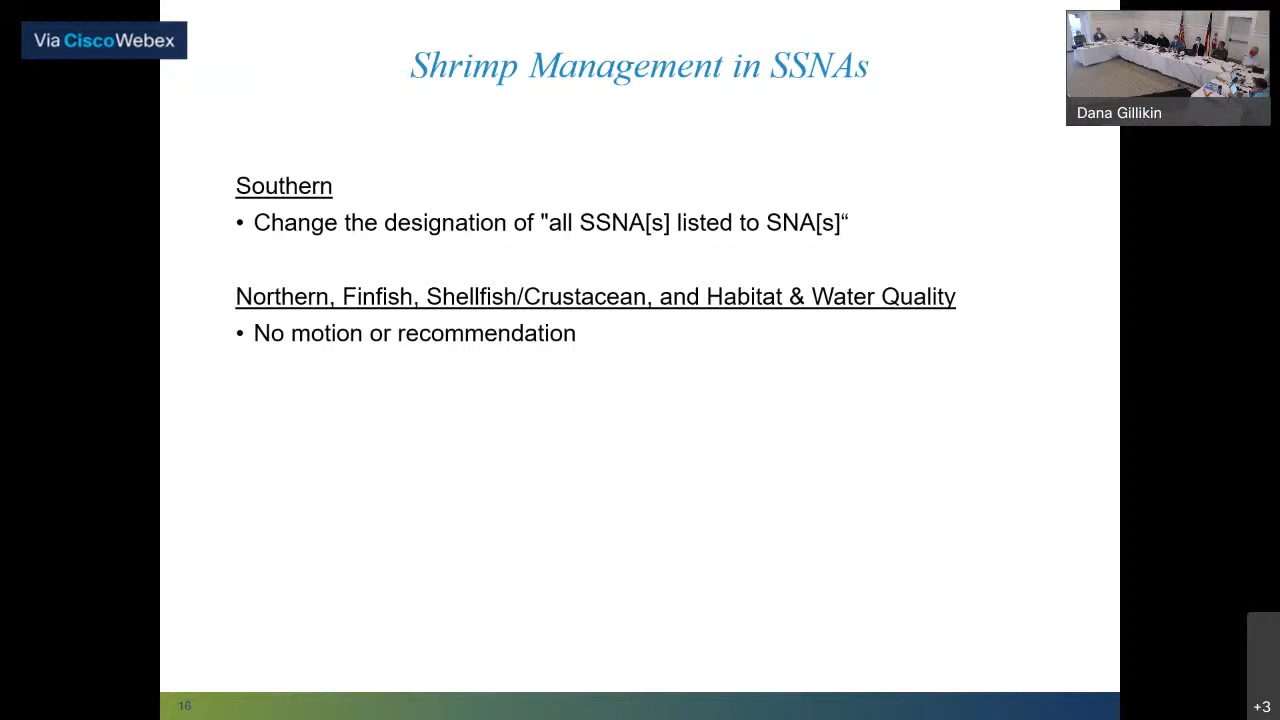 Via CiscoWebex
Shrimp Management in SSNAs
Dana Gillikin
Southern
• Change the designation of "all SSNA[s] listed to SNA[s]“
Northern, Finfish, Shellfish/Crustacean, and Habitat & Water Quality
• No motion or recommendation
16
+3